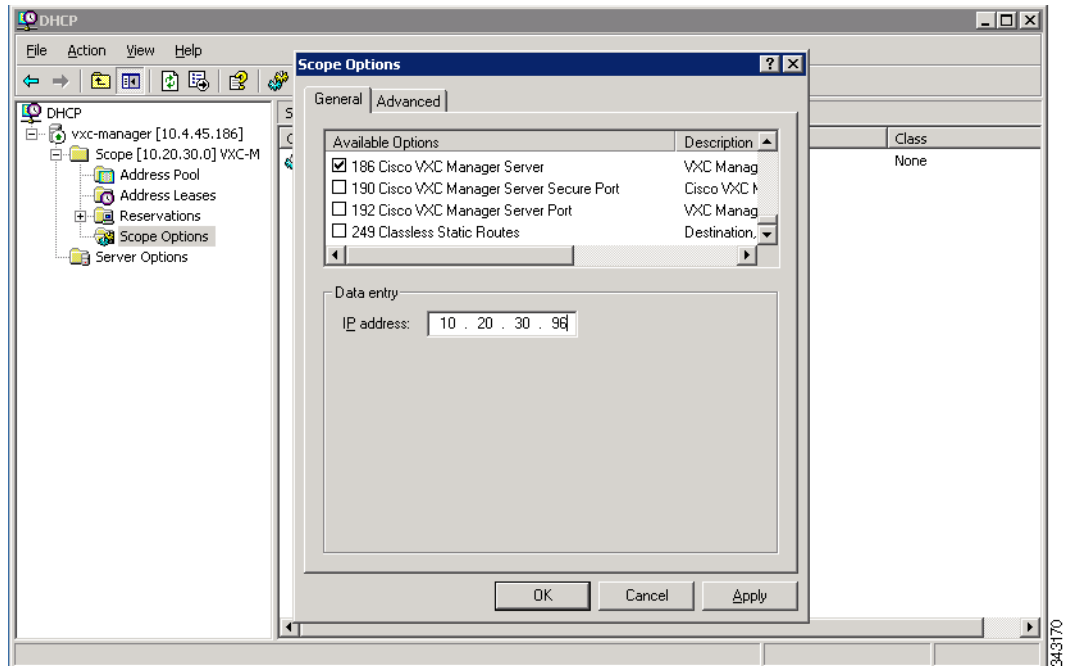 DHCP
File Action View Help
DHCP
vxc-manager [10.4.45.186]
Scope [10.20.30.0] VXC-M
Address Pool
Address Leases
Reservations
Scope Options
Server Options
Class
None
Scope Options
General
Advanced
Available Options Description
186 Cisco VXC Manager Server VXC Manag
190 Cisco VXC Manager Server Secure Port Cisco VXC M
192 Cisco VXC Manager Server Port VXC Manag
249 Classless Static Routes Destination,
Data entry
IP address: 10 . 20 . 30 . 96
OK Cancel Apply
343170